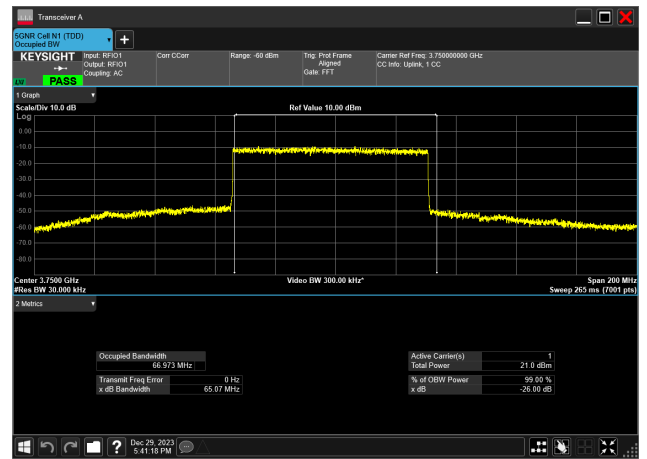 Transceiver A
5GNR Cell N1 (TDD)
Occupied BW
KEYSIGHT
LW
PASS
Input: RFIO1
Output: RFIO1
Coupling: AC
Corr CCorr
Range: -60 dBm
Trig: Prot Frame
Aligned
Gate: FFT
Carrier Ref Freq: 3.750000000 GHz
CC Info: Uplink, 1 CC
1 Graph
Scale/Div 10.0 dB
Ref Value 10.00 dBm
Log
0.00
-10.0
-20.0
-30.0
-40.0
-50.0
-60.0
-70.0
-80.0
Center 3.7500 GHz
#Res BW 30.000 kHz
Video BW 300.00 kHz*
Span 200 MHz
Sweep 265 ms (7001 pts)
2 Metrics
Occupied Bandwidth
66.973 MHz
Transmit Freq Error 0 Hz
x dB Bandwidth 65.07 MHz
Active Carrier(s) 1
Total Power 21.0 dBm
% of OBW Power 99.00 %
x dB -26.00 dB
?
Dec 29, 2023
5:41:18 PM